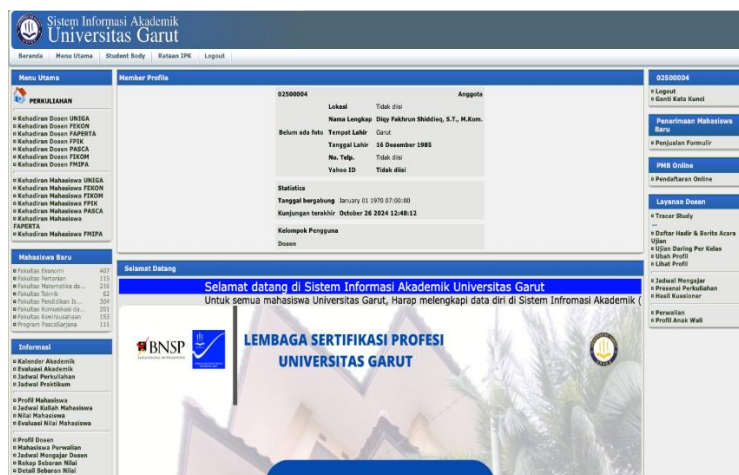 Sistem Informasi Akademik
Universitas Garut
Beranda Menu Utama Student Body Rataan IPK Logout
Menu Utama
PERKULIAHAN
Kehadiran Dosen UNIGA
Kehadiran Dosen FEKON
Kehadiran Dosen FAPERTA
Kehadiran Dosen FPIK
Kehadiran Dosen PASCA
Kehadiran Dosen FIKOM
Kehadiran Dosen FMIPA
Kehadiran Mahasiswa UNIGA
Kehadiran Mahasiswa FEKON
Kehadiran Mahasiswa FIKOM
Kehadiran Mahasiswa FPIK
Kehadiran Mahasiswa PASCA
Kehadiran Mahasiswa
FAPERTA
Kehadiran Mahasiswa FMIPA
Mahasiswa Baru
Fakultas Ekonomi 407
Fakultas Pertanian 115
Fakultas Matematika da... 216
Fakultas Teknik 62
Fakultas Pendidikan Is... 304
Fakultas Komunikasi da... 201
Fakultas Kewirausahaan 153
Program PascaSarjana 111
Informasi
Kalender Akademik
Evaluasi Akademik
Jadwal Perkuliahan
Jadwal Praktikum
Profil Mahasiswa
Jadwal Kuliah Mahasiswa
Nilai Mahasiswa
Evaluasi Nilai Mahasiswa
Profil Dosen
Mahasiswa Perwalian
Jadwal Mengajar Dosen
Rekap Sebaran Nilai
Detail Sebaran Nilai
Member Profile
02500004 Anggota
Lokasi Tidak diisi
Nama Lengkap Diqy Fakhrun Shiddieq, S.T., M.Kom.
Belum ada foto Tempat Lahir Garut
Tanggal Lahir 16 Desember 1985
No. Telp. Tidak diisi
Yahoo ID Tidak diisi
Statistics
Tanggal bergabung January 01 1970 07:00:00
Kunjungan terakhir October 26 2024 12:48:12
Kelompok Pengguna
Dosen
Selamat Datang
Selamat datang di Sistem Informasi Akademik Universitas Garut
Untuk semua mahasiswa Universitas Garut, Harap melengkapi data diri di Sistem Infromasi Akademik (
BNSP
LEMBAGA SERTIFIKASI PROFESI
UNIVERSITAS GARUT
02500004
Logout
Ganti Kata Kunci
Penerimaan Mahasiswa
Baru
Penjualan Formulir
PMB Online
Pendaftaran Online
Layanan Dosen
Tracer Study
Daftar Hadir & Berita Acara
Ujian
Ujian Daring Per Kelas
Ubah Profil
Lihat Profil
Jadwal Mengajar
Presensi Perkuliahan
Hasil Kuesioner
Perwalian
Profil Anak Wali